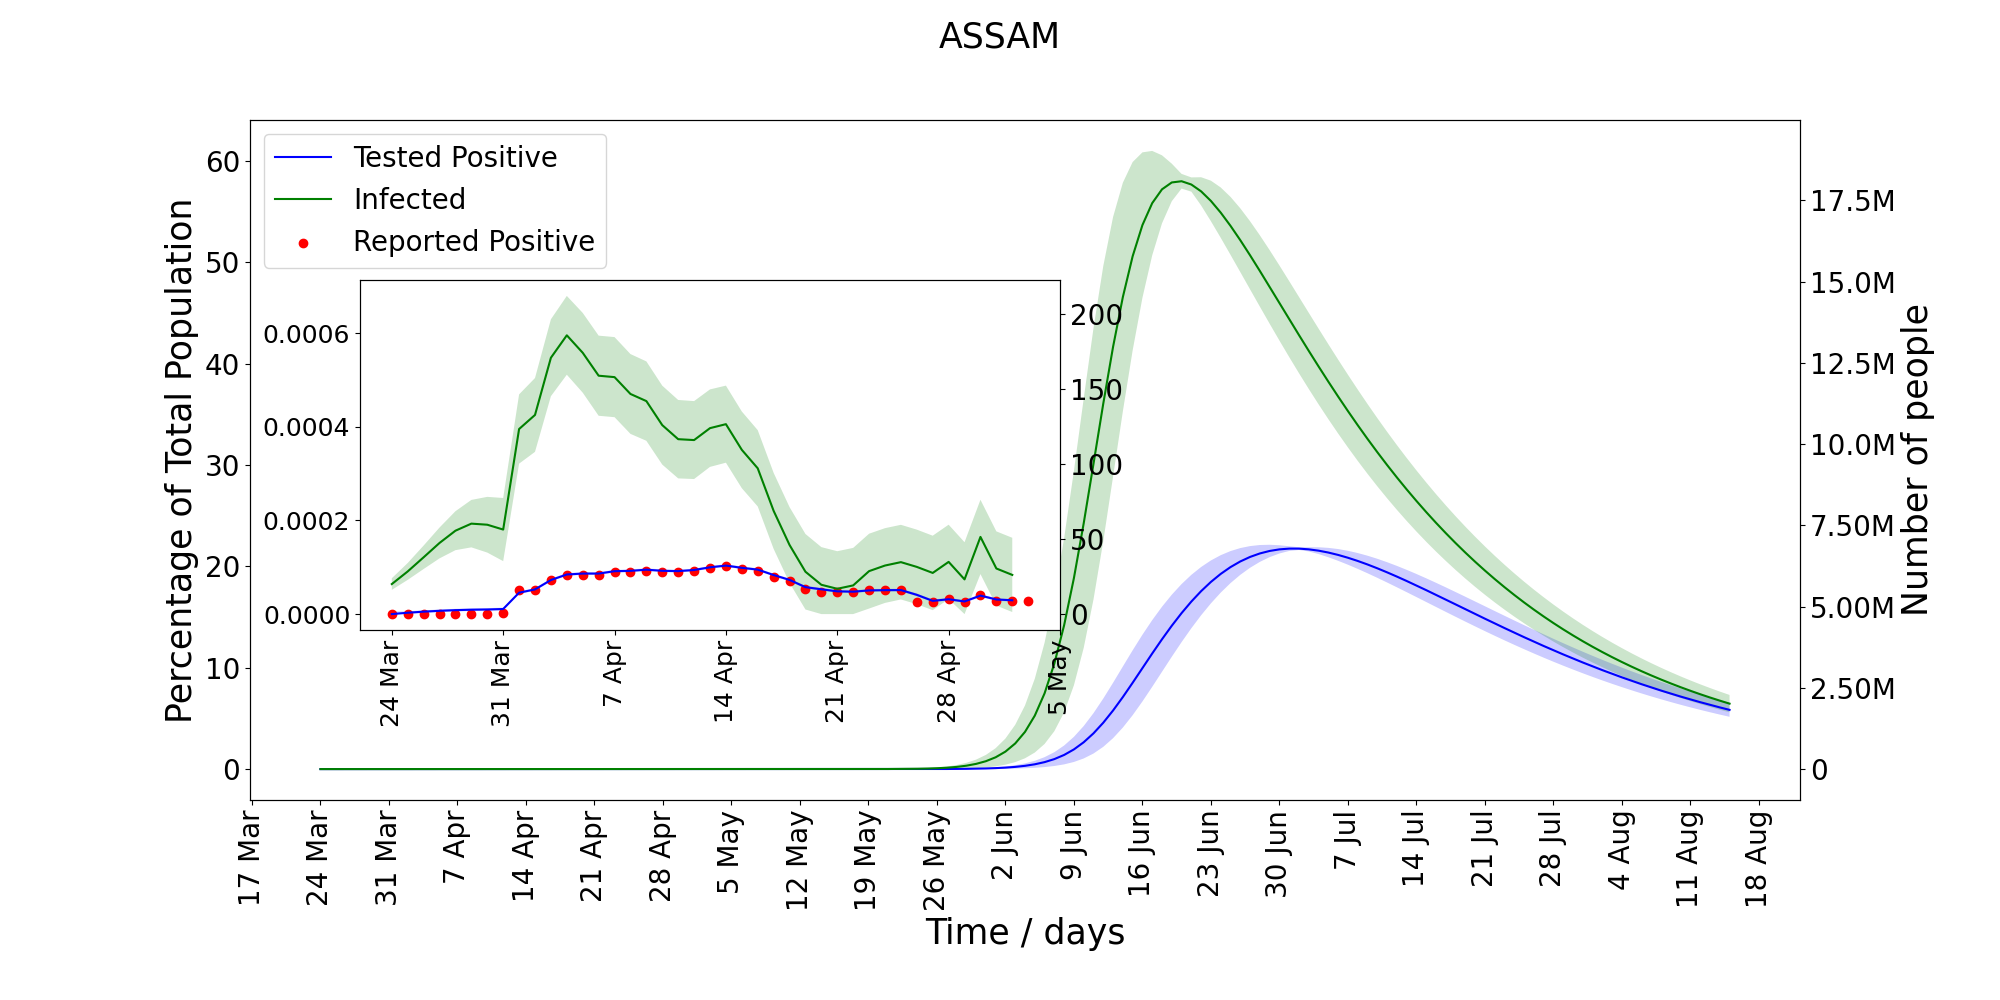 ASSAM
Percentage of Total Population
60
50
40
30
20
10
0
Tested Positive
Infected
Reported Positive
0.0006
0.0004
0.0002
0.0000
200
150
100
50
0
24 Mar
31 Mar
7 Apr
14 Apr
21 Apr
28 Apr
5 May
17.5M
15.0M
12.5M
10.0M
7.50M
5.00M
2.50M
0
Number of people
17 Mar
24 Mar
31 Mar
7 Apr
14 Apr
21 Apr
28 Apr
5 May
12 May
19 May
26 May
2 Jun
9 Jun
16 Jun
23 Jun
30 Jun
7 Jul
14 Jul
21 Jul
28 Jul
4 Aug
11 Aug
18 Aug
Time / days